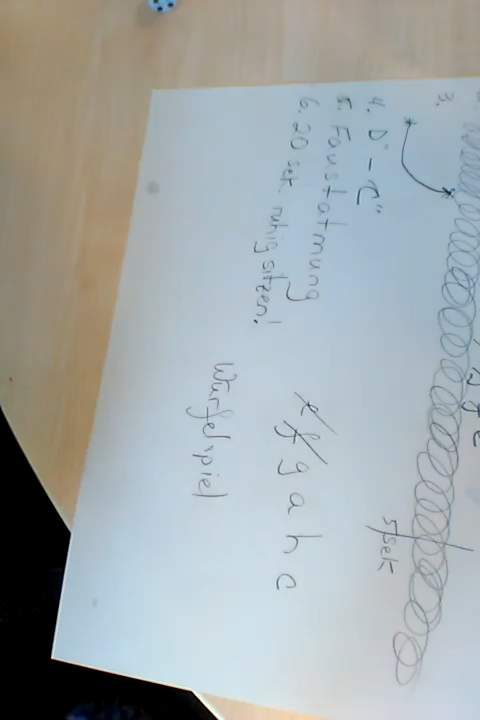 3.
5 Sek
4. D" - "C"
5. Faustatmung
6. 20 sek. ruhig sitzen!
e f g a h c
Würfelspiel